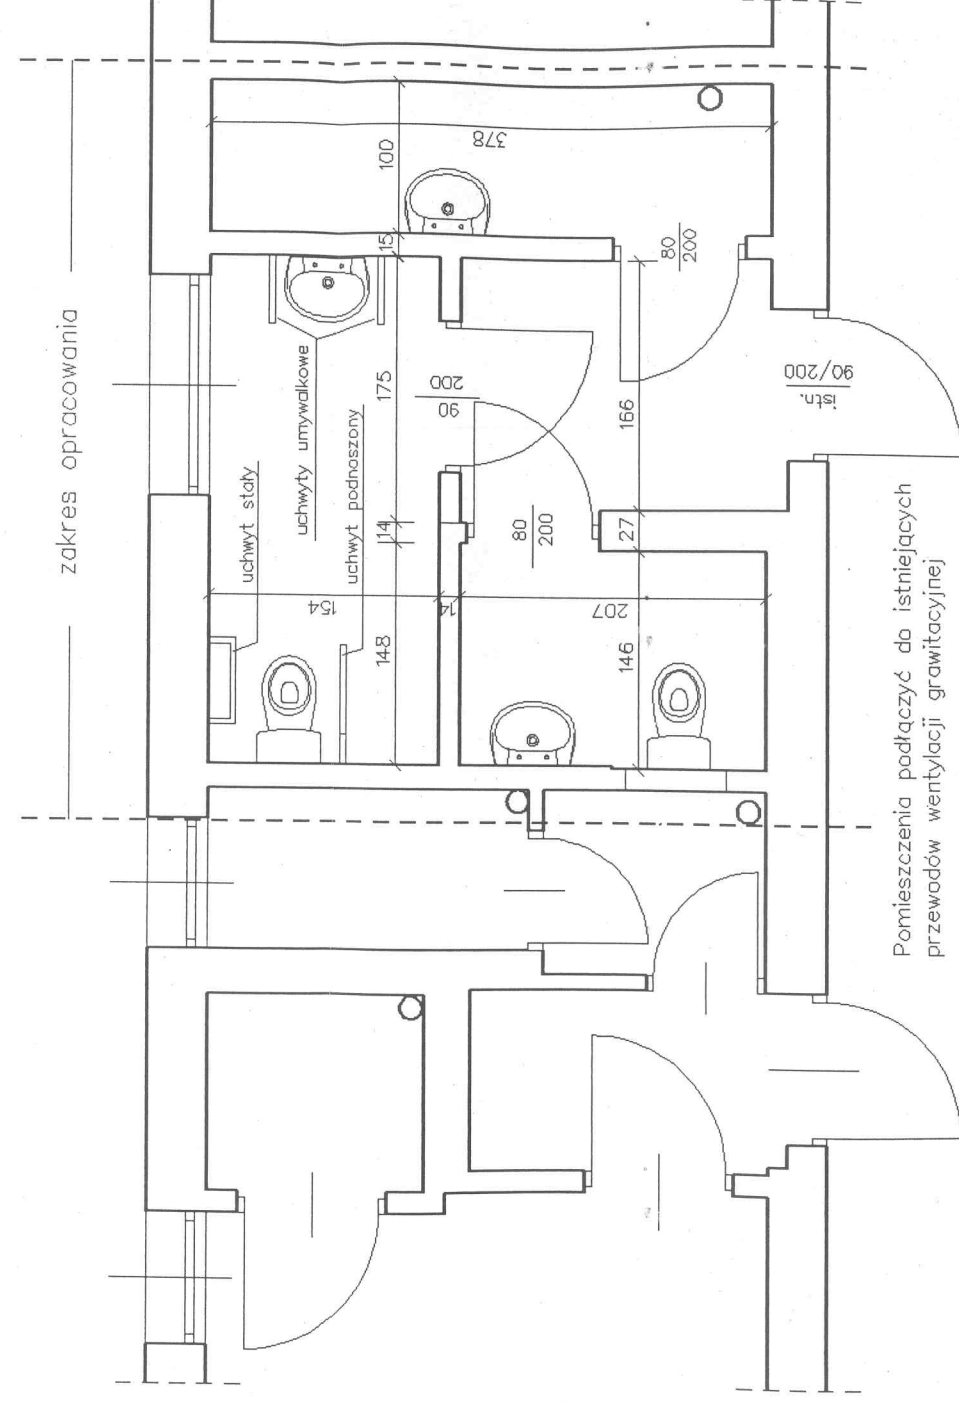 zakres opracowania
378
100
15
80
200
uchwyt stały
uchwyty umywalkowe
uchwyt podnoszony
175
90
200
166
istn.
90/200
14
80
200
27
154
14
207
148
146
Pomieszczenia podłączyć do istniejących
przewodów wentylacji grawitacyjnej